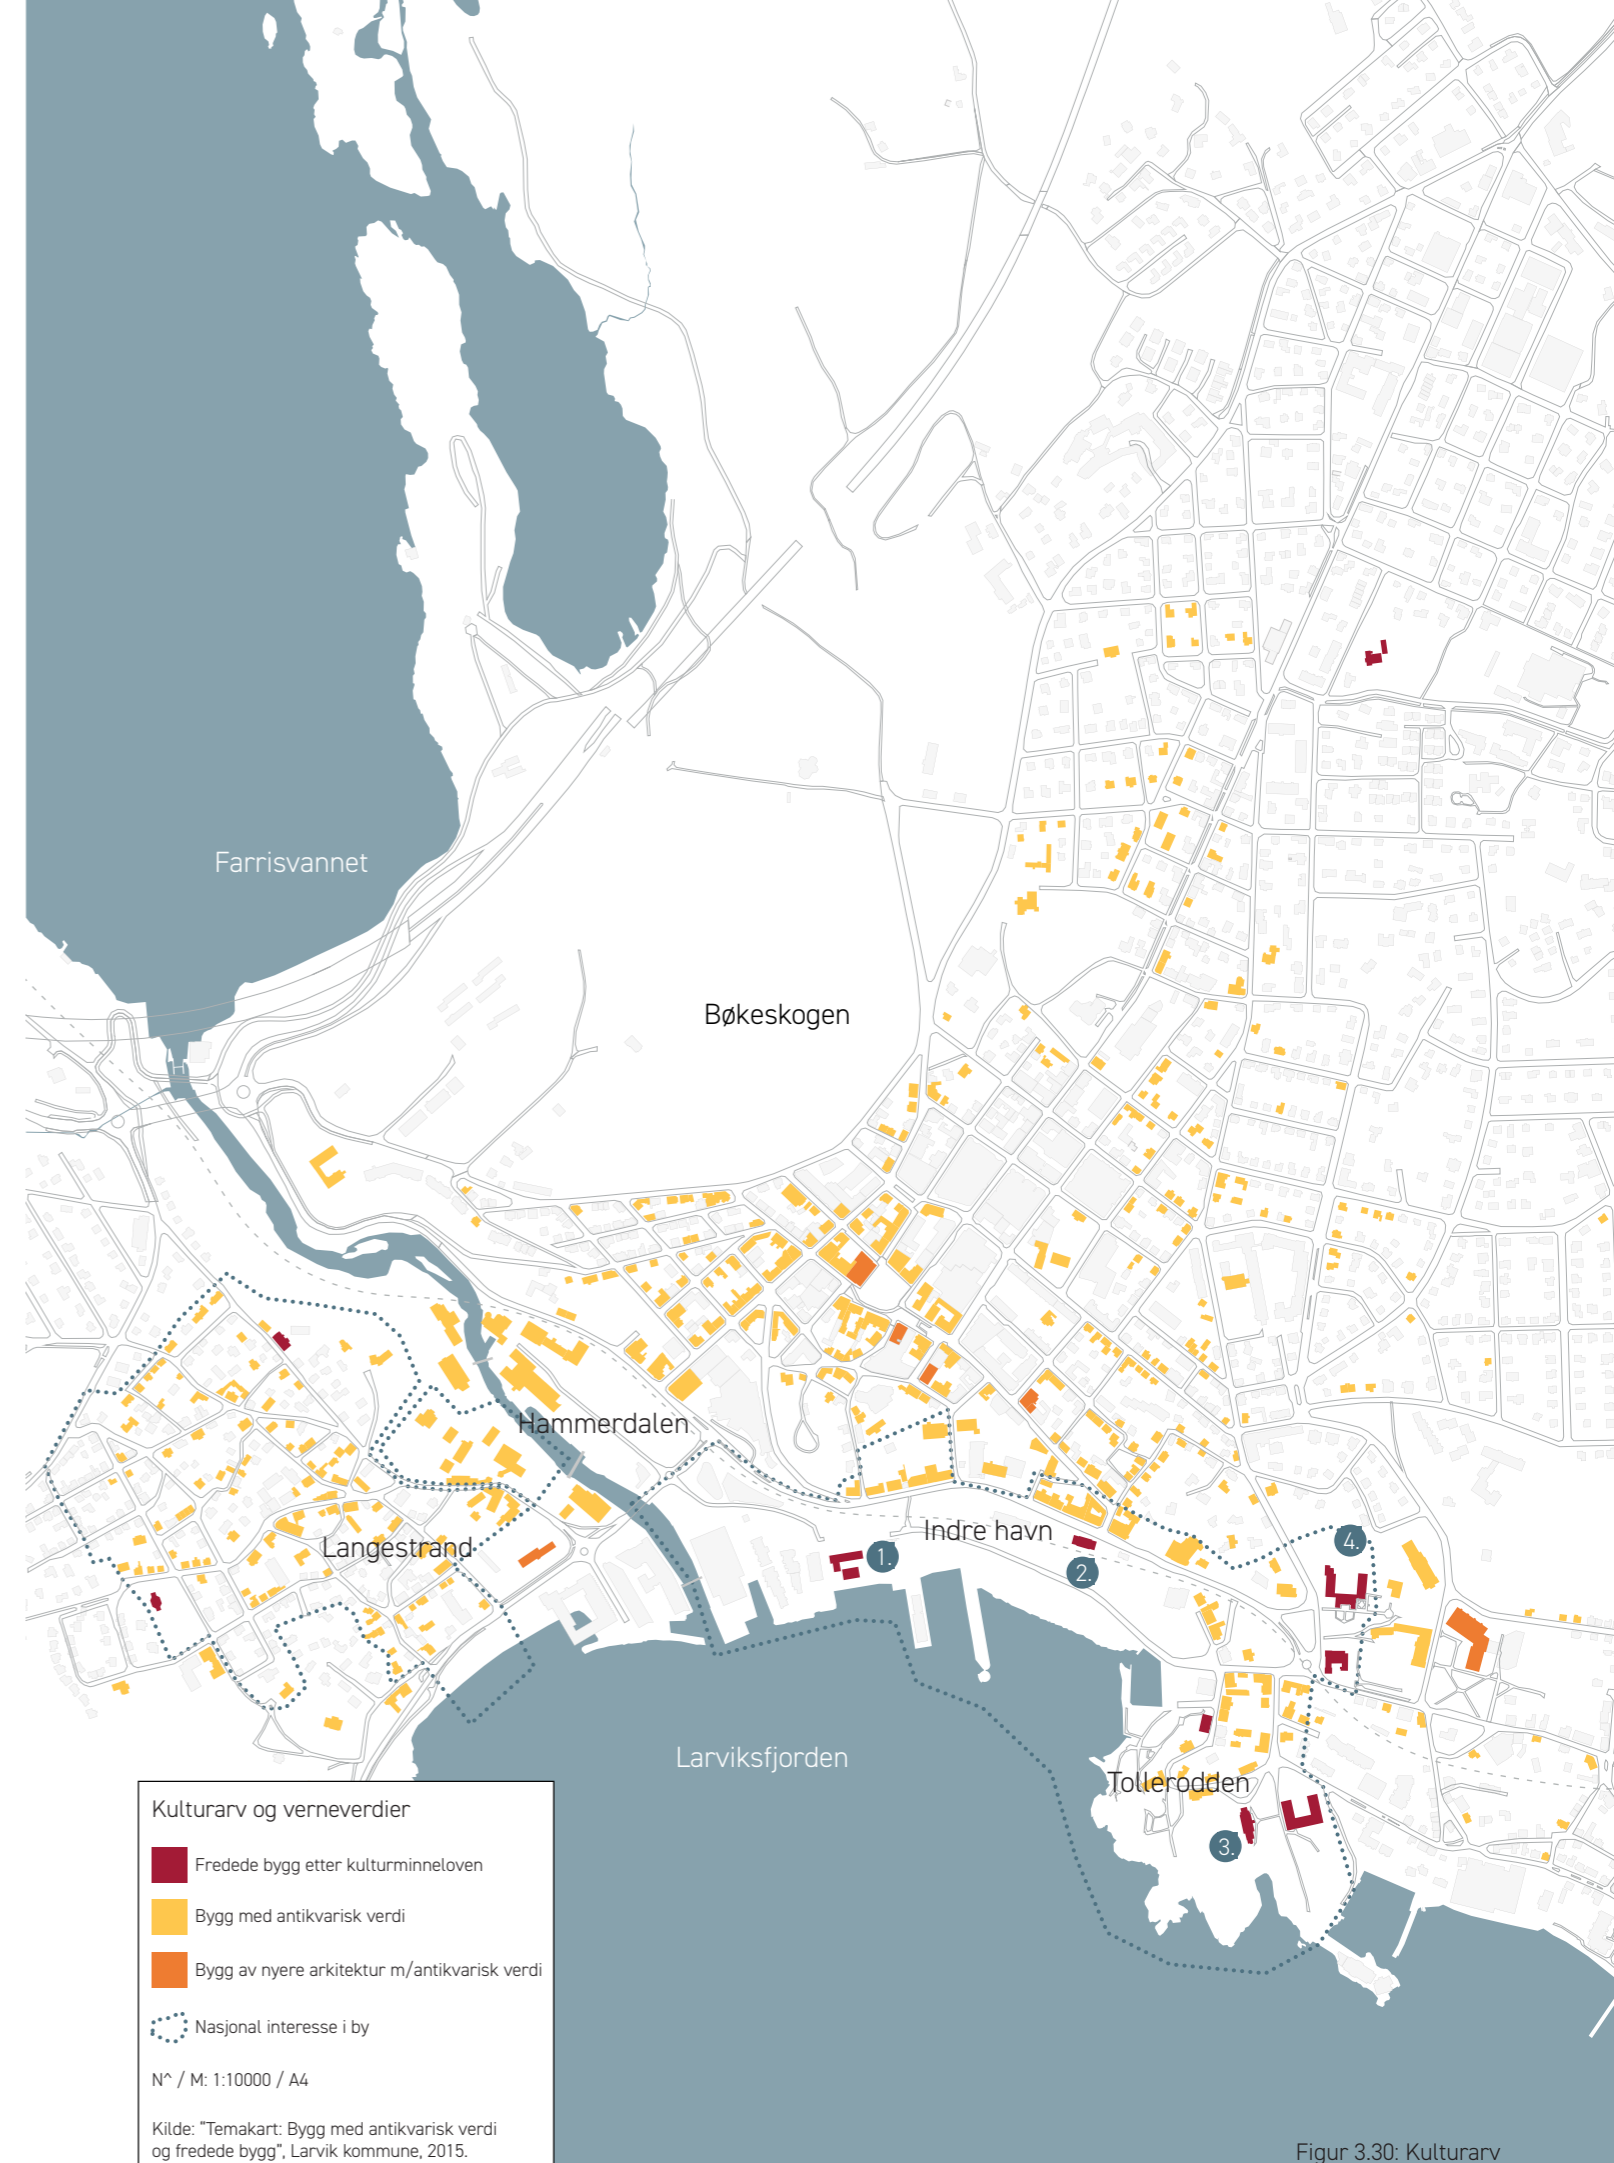 Farrisvannet
Bøkeskogen
Hammerdalen
Langestrand
Indre havn
1.
2.
4.
Larviksfjorden
Tollerodden
3.
Kulturarv og verneverdier
Fredede bygg etter kulturminneloven
Bygg med antikvarisk verdi
Bygg av nyere arkitektur m/antikvarisk verdi
Nasjonal interesse i by
N^ / M: 1:10000 / A4
Kilde: "Temakart: Bygg med antikvarisk verdi
og fredede bygg", Larvik kommune, 2015.
Figur 3.30: Kulturarv